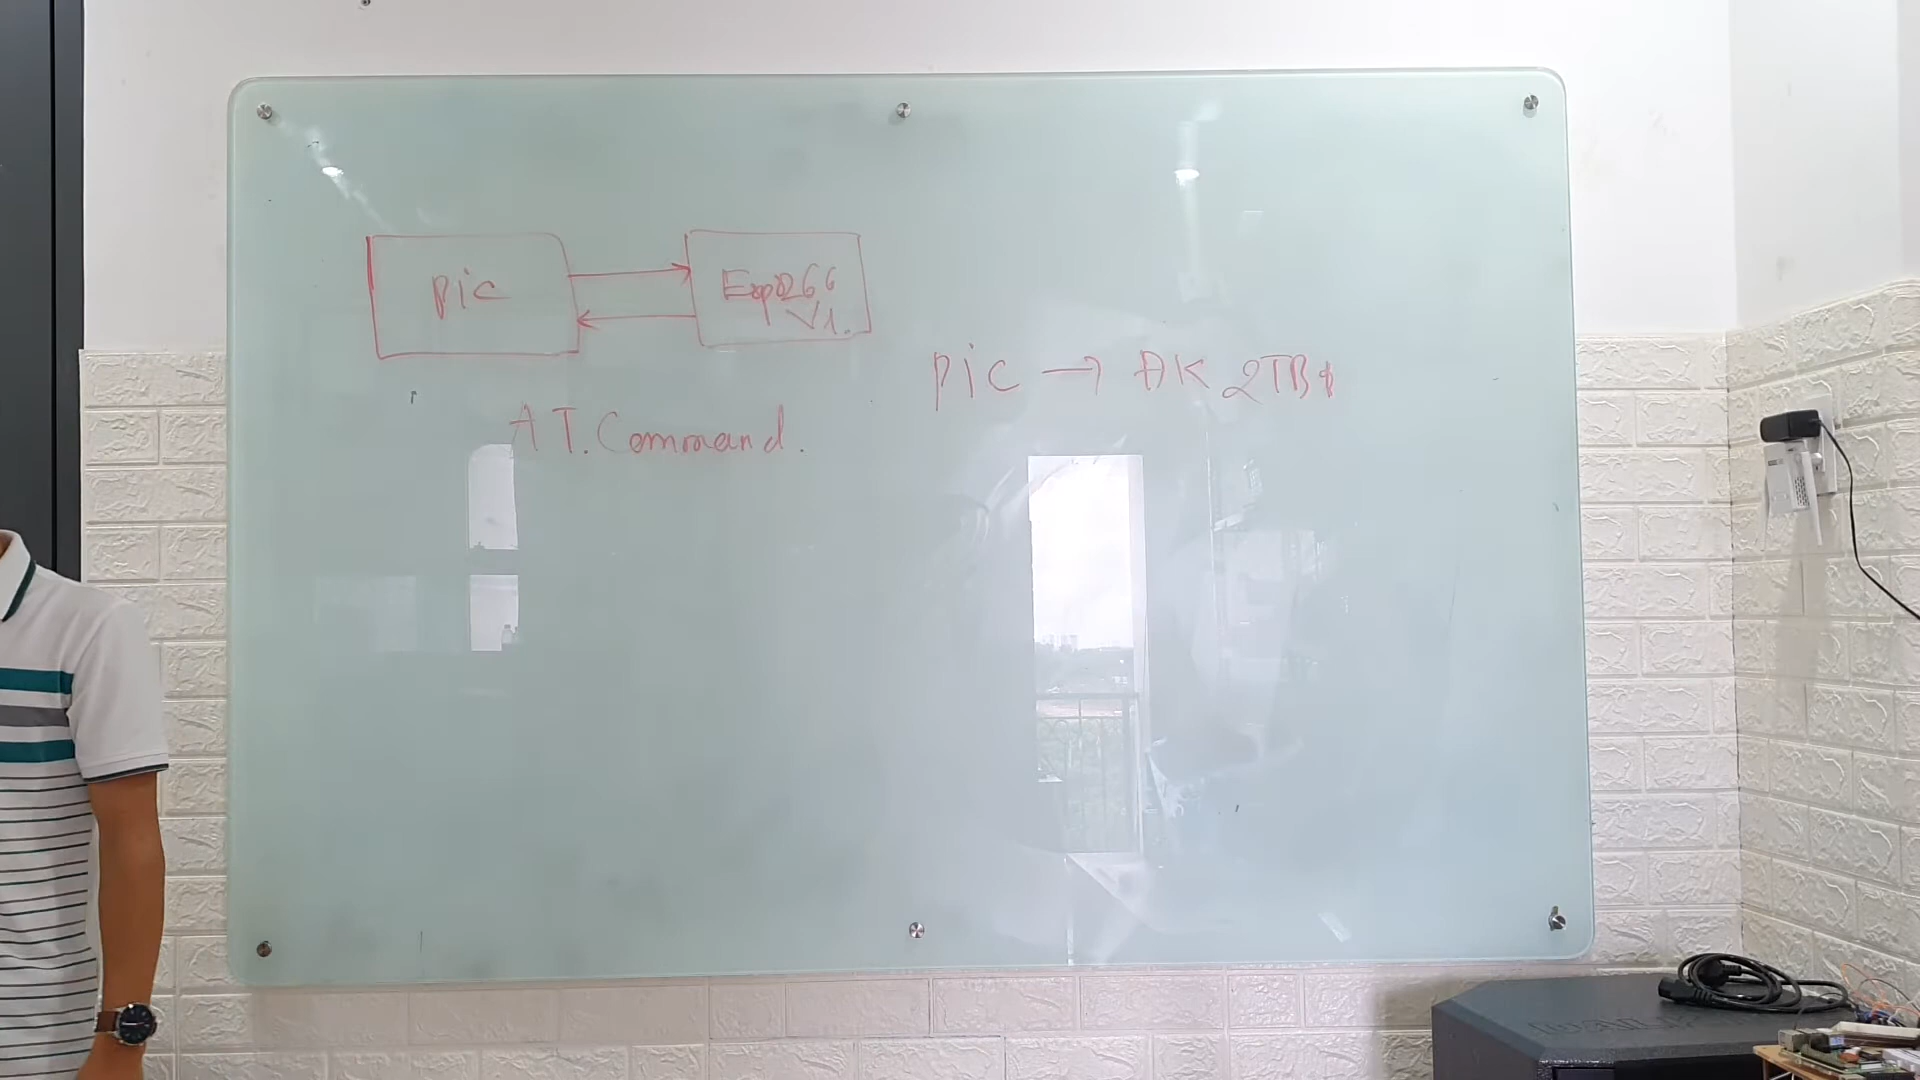 pic
Esp8266
V1.
AT. Command.
pic → ĐK 2TB